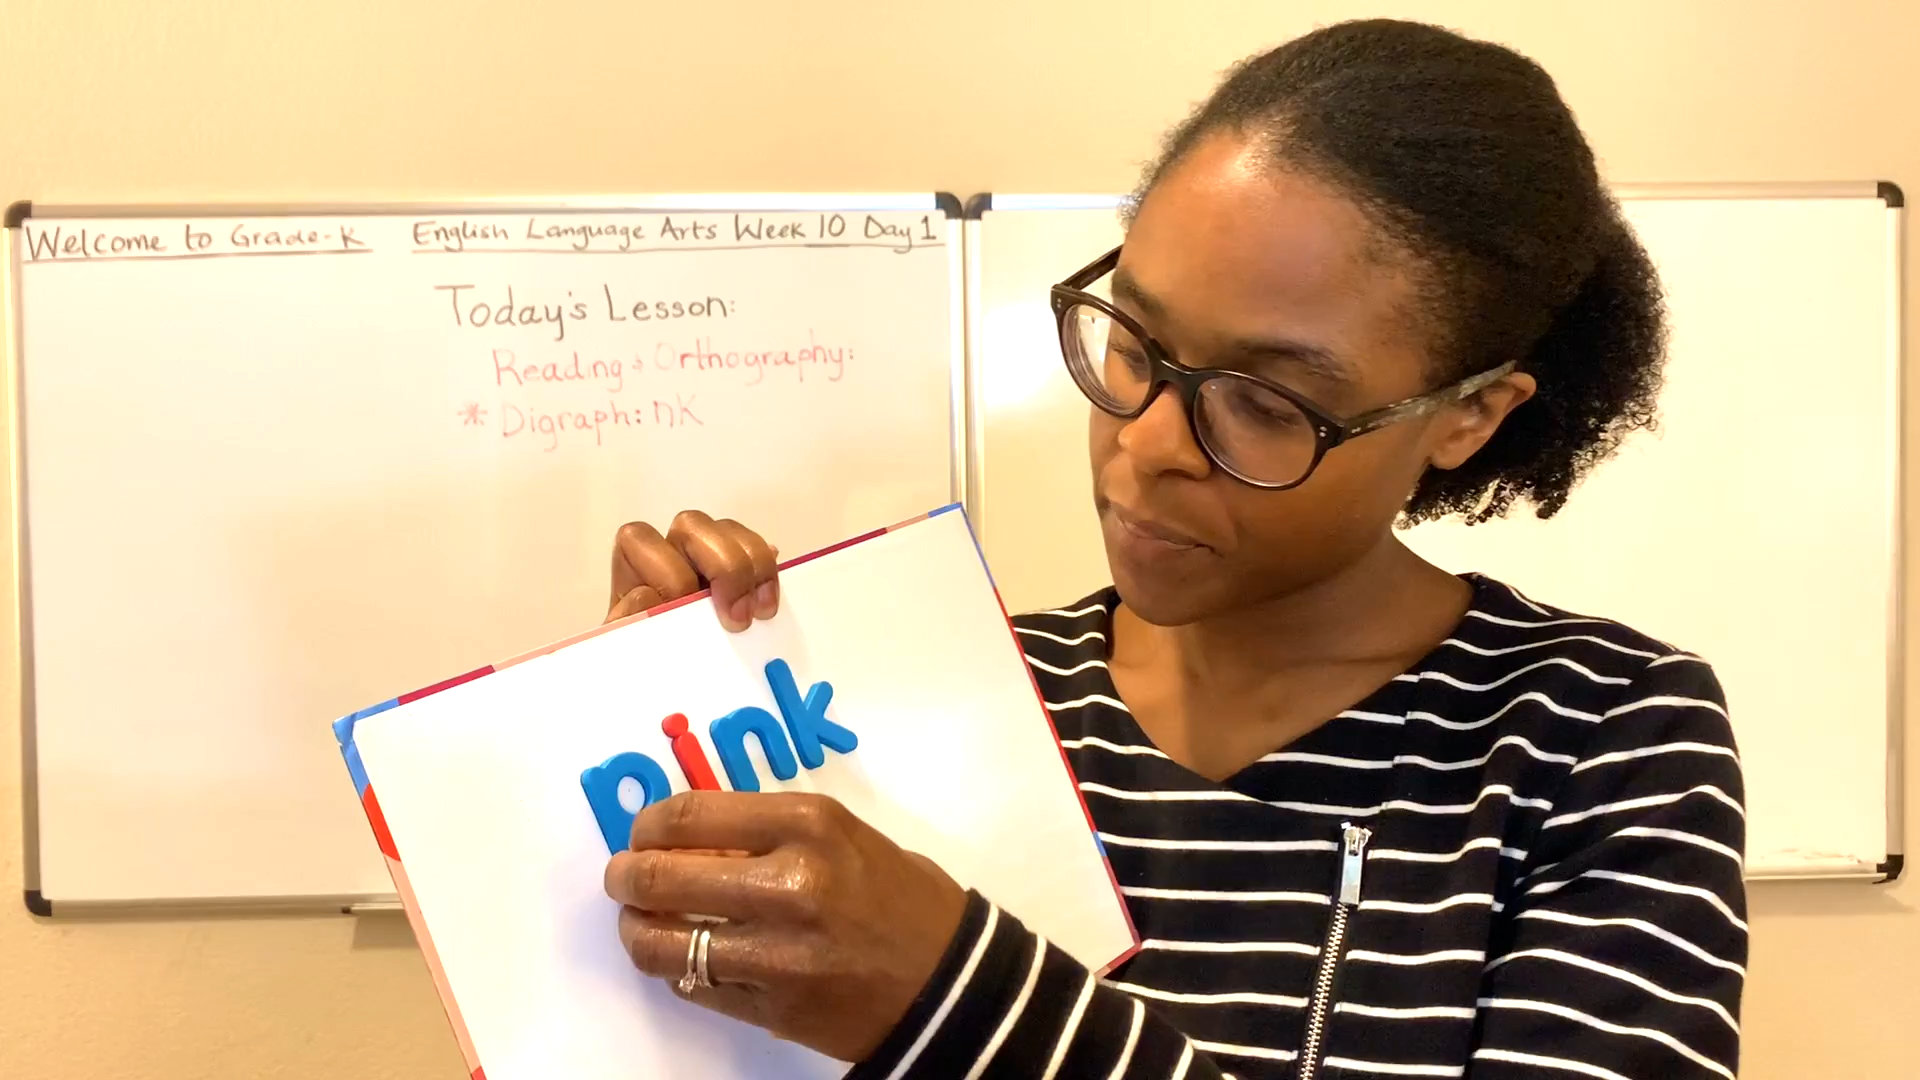 Welcome to Grade-K English Language Arts Week 10 Day 1
Today's Lesson:
Reading & Orthography:
* Digraph: nk
pink